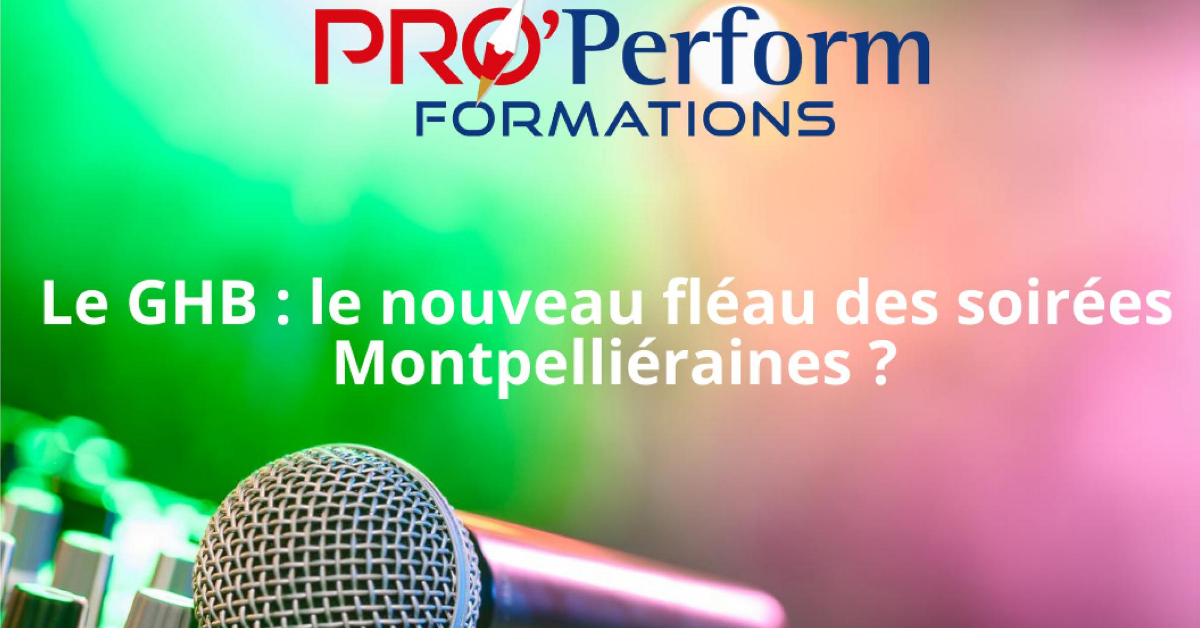 PRO'Perform
FORMATIONS
Le GHB : le nouveau fléau des soirées
Montpelliéraines ?